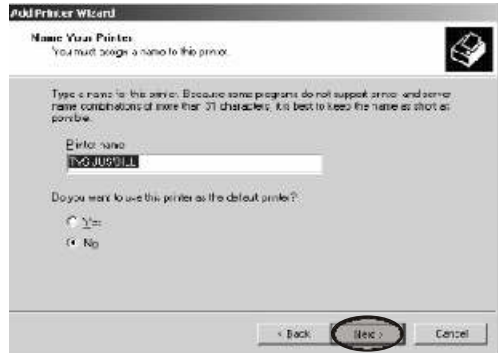 Add Printer Wizard
Name Your Printer
You must assign a name to this printer.
Type a name for this printer. Because some programs do not support printer and server
name combinations of more than 31 characters, it is best to keep the name as short as
possible.
Printer name
Do you want to use this printer as the default printer?
Yes
No
< Back
Next >
Cancel